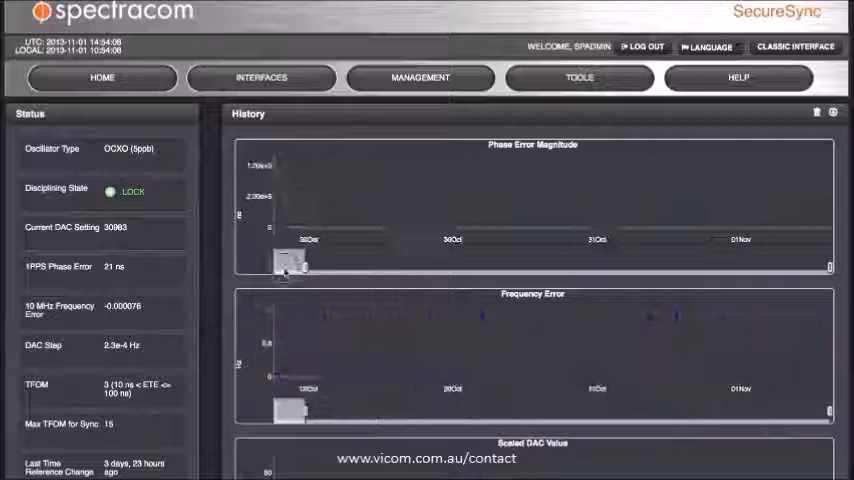 spectracom
SecureSync
UTC: 2013-11-01 14:54:08
LOCAL: 2013-11-01 10:54:08
WELCOME, SPADMIN
LOG OUT
LANGUAGE
CLASSIC INTERFACE
HOME
INTERFACES
MANAGEMENT
TOOLS
HELP
Status
History
Oscillator Type
OCXO (5ppb)
Disciplining State
LOCK
Current DAC Setting
30983
1PPS Phase Error
21 ns
10 MHz Frequency
Error
-0.000076
DAC Step
2.3e-4 Hz
TFOM
3 (10 ns < ETE <=
100 ns)
Max TFOM for Sync
15
Last Time
Reference Change
3 days, 23 hours
ago
Phase Error Magnitude
0
30Oct
01Nov
Frequency Error
Hz
0
01Nov
Scaled DAC Value
www.vicom.com.au/contact